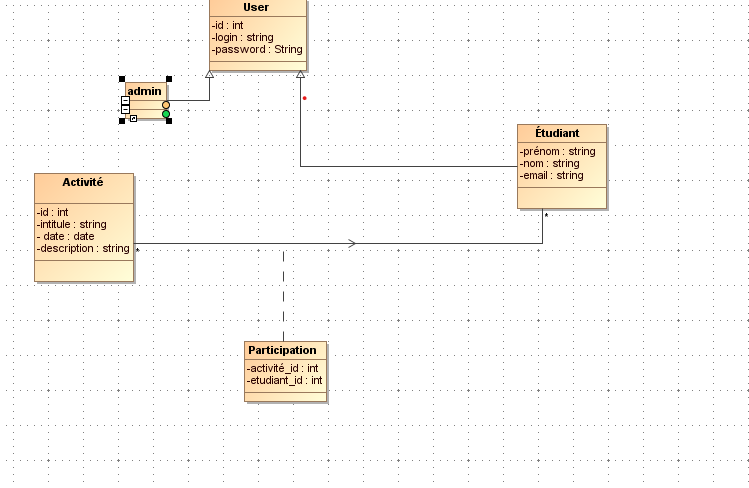 User
-id : int
-login : string
-password : String
admin
Étudiant
-prénom : string
-nom : string
-email : string
*
Activité
-id : int
-intitule : string
- date : date
-description : string
*
Participation
-activité_id : int
-etudiant_id : int